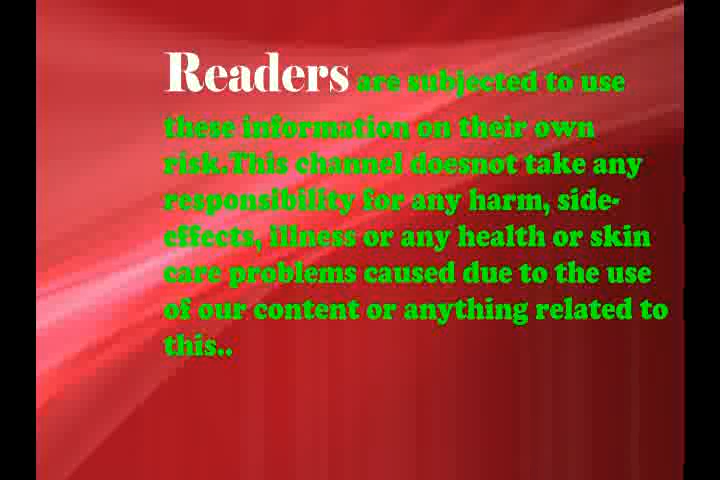 Readers are subjected to use
these information on their own
risk.This channel doesnot take any
responsibility for any harm, side-
effects, illness or any health or skin
care problems caused due to the use
of our content or anything related to
this..